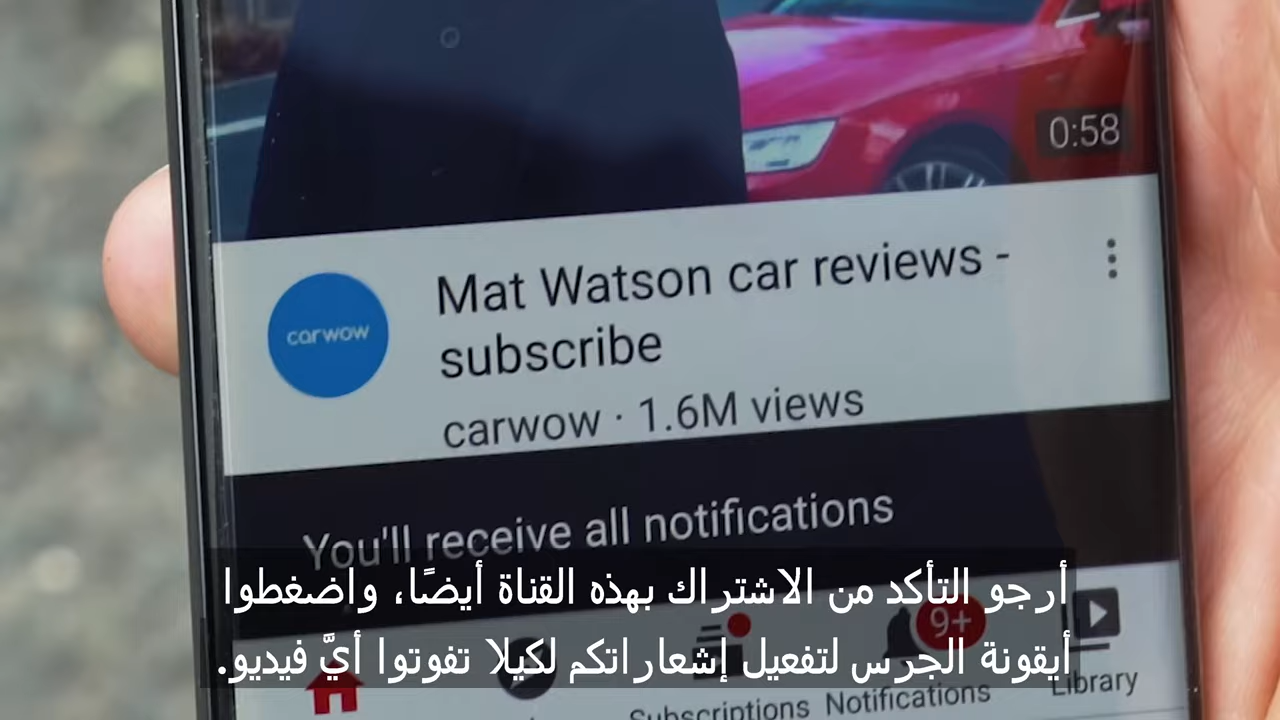 0:58
Mat Watson car reviews -
subscribe
carwow
carwow · 1.6M views
You'll receive all notifications
أرجو التأكد من الاشتراك بهذه القناة أيضًا، واضغطوا
أيقونة الجرس لتفعيل إشعاراتكم لكيلا تفوتوا أيَّ فيديو.
9+
Subscriptions
Notifications
Library